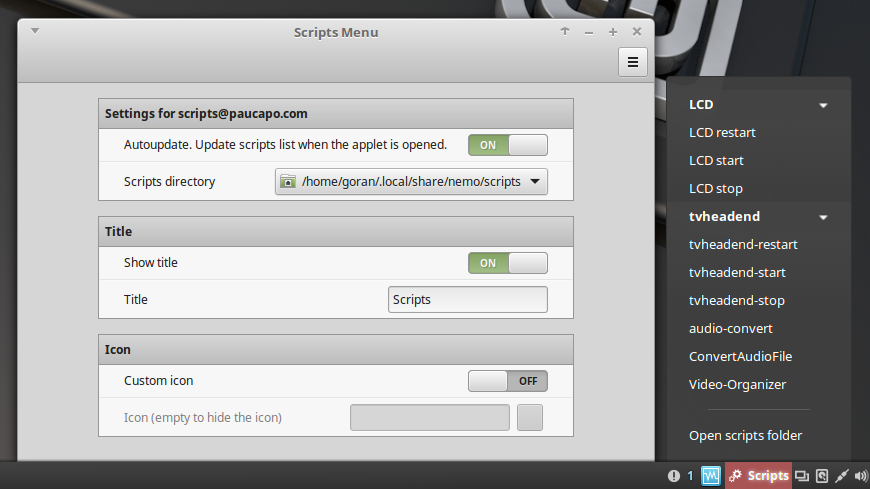 Scripts Menu
Settings for scripts@paucapo.com
Autoupdate. Update scripts list when the applet is opened.
ON
Scripts directory
/home/goran/.local/share/nemo/scripts
Title
Show title
ON
Title
Scripts
Icon
Custom icon
OFF
Icon (empty to hide the icon)
LCD
LCD restart
LCD start
LCD stop
tvheadend
tvheadend-restart
tvheadend-start
tvheadend-stop
audio-convert
ConvertAudioFile
Video-Organizer
Open scripts folder
1
Scripts